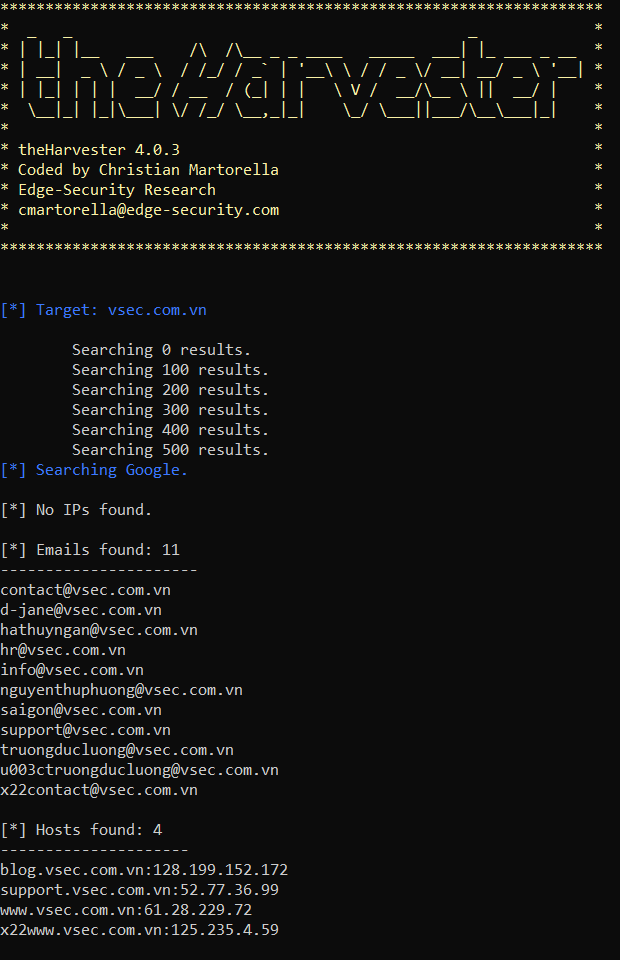 *******************************************************************
*  _   _                                            _             *
* | |_| |__   ___    /\  /\__ _ _ ____   _____  ___| |_ ___ _ __  *
* | __|  _ \ / _ \  / /_/ / _` | '__\ \ / / _ \/ __| __/ _ \ '__| *
* | |_| | | |  __/ / __  / (_| | |   \ V /  __/\__ \ ||  __/ |    *
*  \__|_| |_|\___| \/ /_/ \__,_|_|    \_/ \___||___/\__\___|_|    *
*                                                                 *
* theHarvester 4.0.3                                              *
* Coded by Christian Martorella                                   *
* Edge-Security Research                                          *
* cmartorella@edge-security.com                                   *
*                                                                 *
*******************************************************************
[*] Target: vsec.com.vn
Searching 0 results.
Searching 100 results.
Searching 200 results.
Searching 300 results.
Searching 400 results.
Searching 500 results.
[*] Searching Google.
[*] No IPs found.
[*] Emails found: 11
----------------------
contact@vsec.com.vn
d-jane@vsec.com.vn
hathuyngan@vsec.com.vn
hr@vsec.com.vn
info@vsec.com.vn
nguyenthuphuong@vsec.com.vn
saigon@vsec.com.vn
support@vsec.com.vn
truongducluong@vsec.com.vn
u003ctruongducluong@vsec.com.vn
x22contact@vsec.com.vn
[*] Hosts found: 4
---------------------
blog.vsec.com.vn:128.199.152.172
support.vsec.com.vn:52.77.36.99
www.vsec.com.vn:61.28.229.72
x22www.vsec.com.vn:125.235.4.59